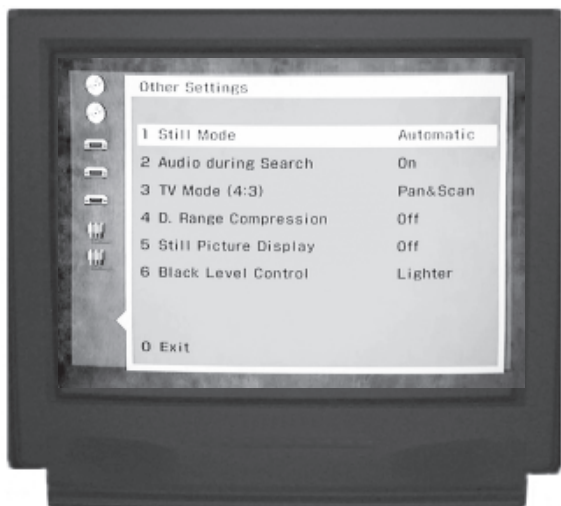 Other Settings
1 Still Mode Automatic
2 Audio during Search On
3 TV Mode (4:3) Pan&Scan
4 D. Range Compression Off
5 Still Picture Display Off
6 Black Level Control Lighter
0 Exit